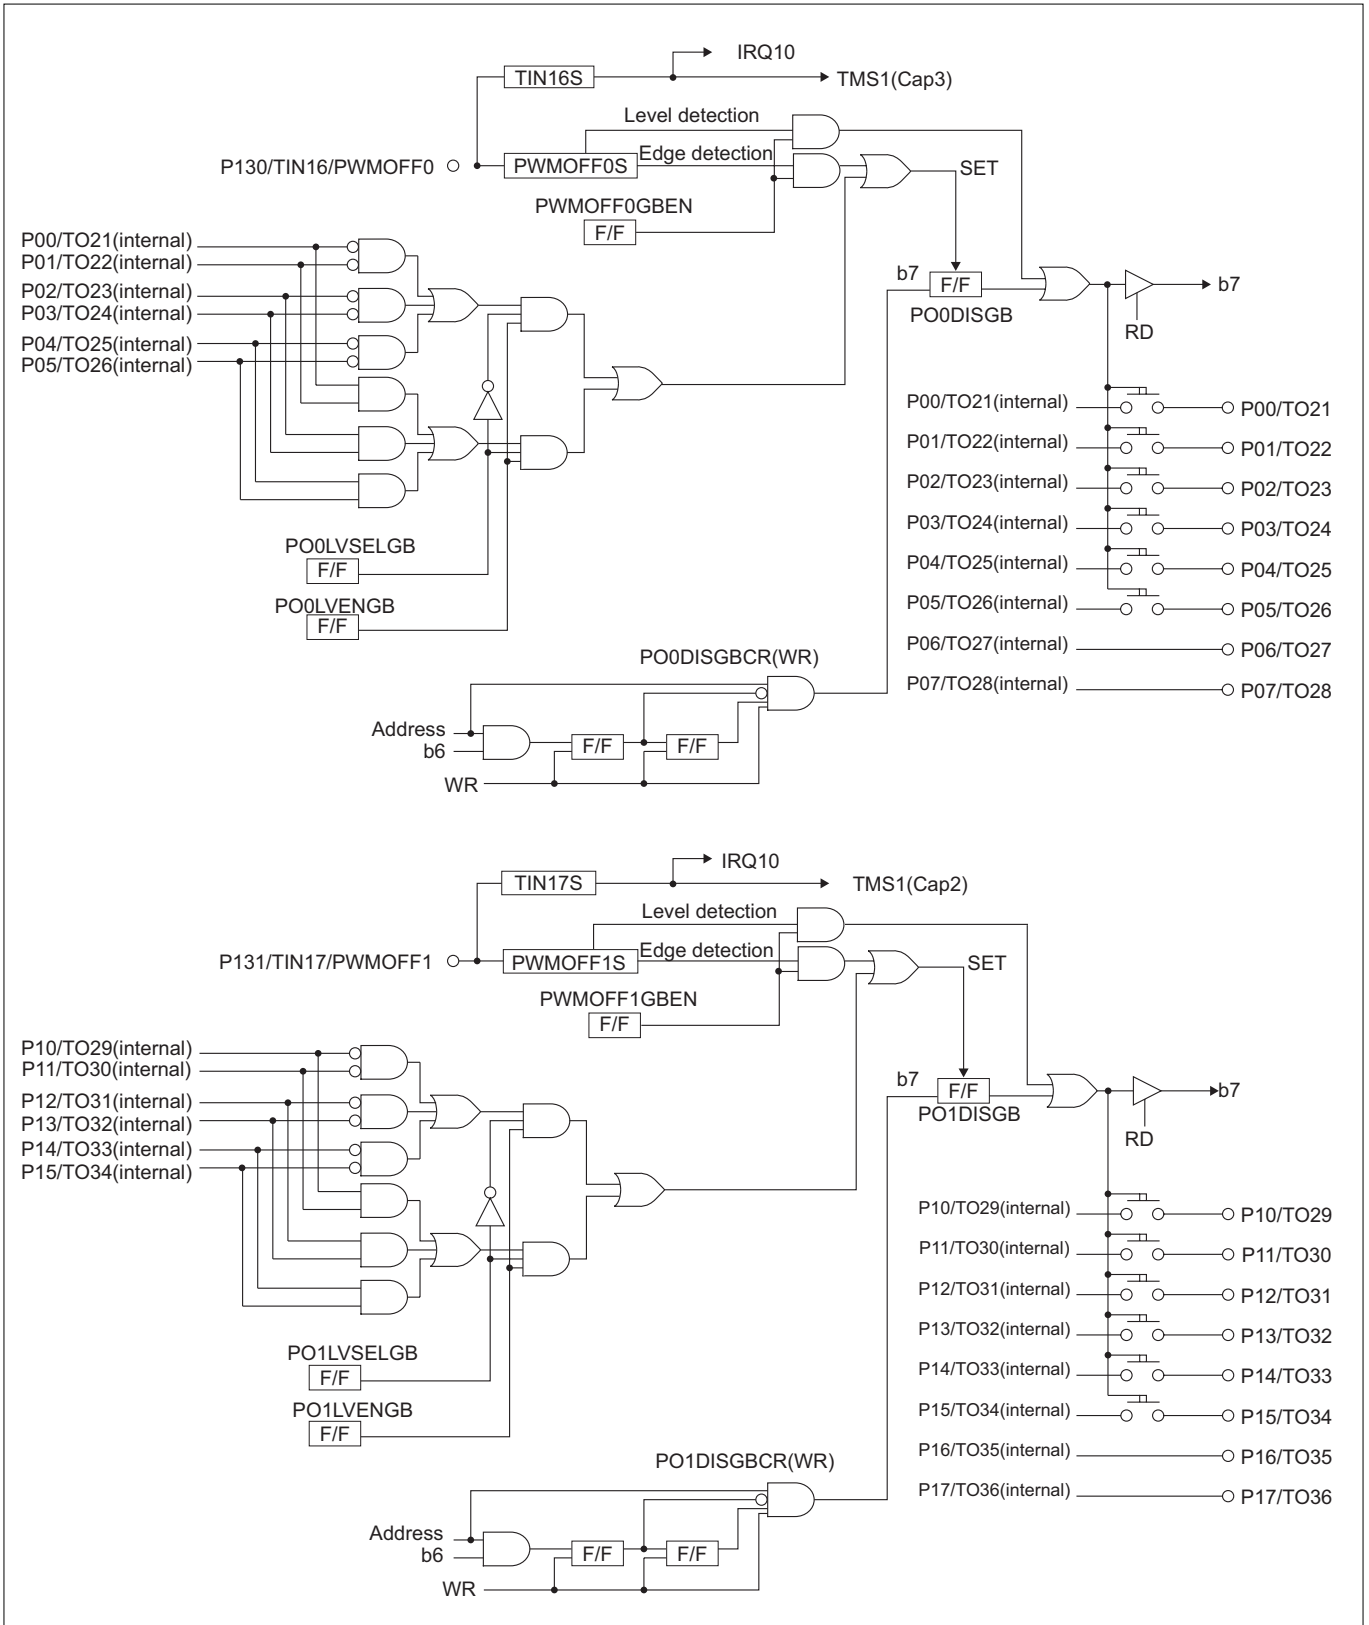 IRQ10
TIN16S
TMS1(Cap3)
Level detection
P130/TIN16/PWMOFF0
PWMOFF0S
Edge detection
SET
PWMOFF0GBEN
F/F
P00/TO21(internal)
P01/TO22(internal)
P02/TO23(internal)
P03/TO24(internal)
P04/TO25(internal)
P05/TO26(internal)
b7
F/F
PO0DISGB
b7
RD
P00/TO21(internal)
P00/TO21
P01/TO22(internal)
P01/TO22
P02/TO23(internal)
P02/TO23
P03/TO24(internal)
P03/TO24
P04/TO25(internal)
P04/TO25
P05/TO26(internal)
P05/TO26
P06/TO27(internal)
P06/TO27
P07/TO28(internal)
P07/TO28
PO0LVSELGB
F/F
PO0LVENGB
F/F
PO0DISGBCR(WR)
Address
b6
F/F
F/F
WR
IRQ10
TIN17S
TMS1(Cap2)
Level detection
P131/TIN17/PWMOFF1
PWMOFF1S
Edge detection
SET
PWMOFF1GBEN
F/F
P10/TO29(internal)
P11/TO30(internal)
P12/TO31(internal)
P13/TO32(internal)
P14/TO33(internal)
P15/TO34(internal)
b7
F/F
PO1DISGB
b7
RD
P10/TO29(internal)
P10/TO29
P11/TO30(internal)
P11/TO30
P12/TO31(internal)
P12/TO31
P13/TO32(internal)
P13/TO32
P14/TO33(internal)
P14/TO33
P15/TO34(internal)
P15/TO34
P16/TO35(internal)
P16/TO35
P17/TO36(internal)
P17/TO36
PO1LVSELGB
F/F
PO1LVENGB
F/F
PO1DISGBCR(WR)
Address
b6
F/F
F/F
WR